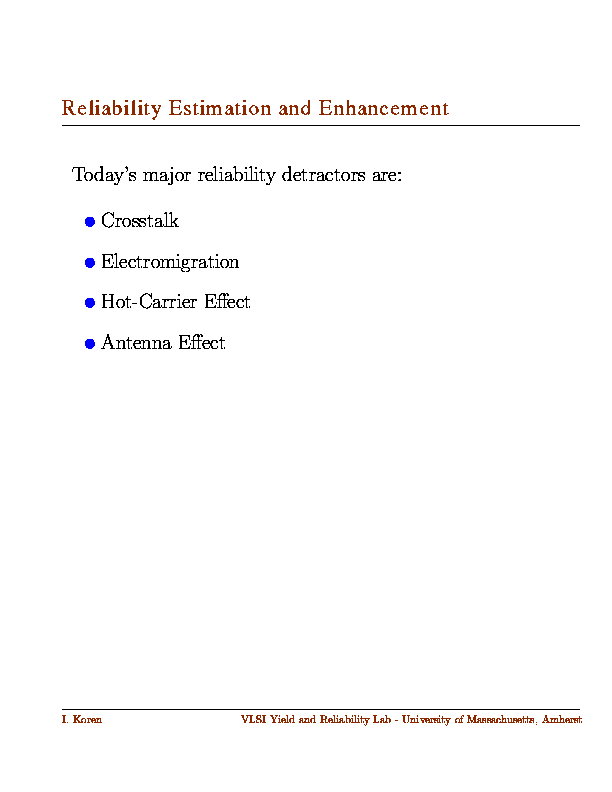 Reliability Estimation and Enhancement
Today's major reliability detractors are:
● Crosstalk
● Electromigration
● Hot-Carrier Effect
● Antenna Effect
I. Koren VLSI Yield and Reliability Lab - University of Massachusetts, Amherst